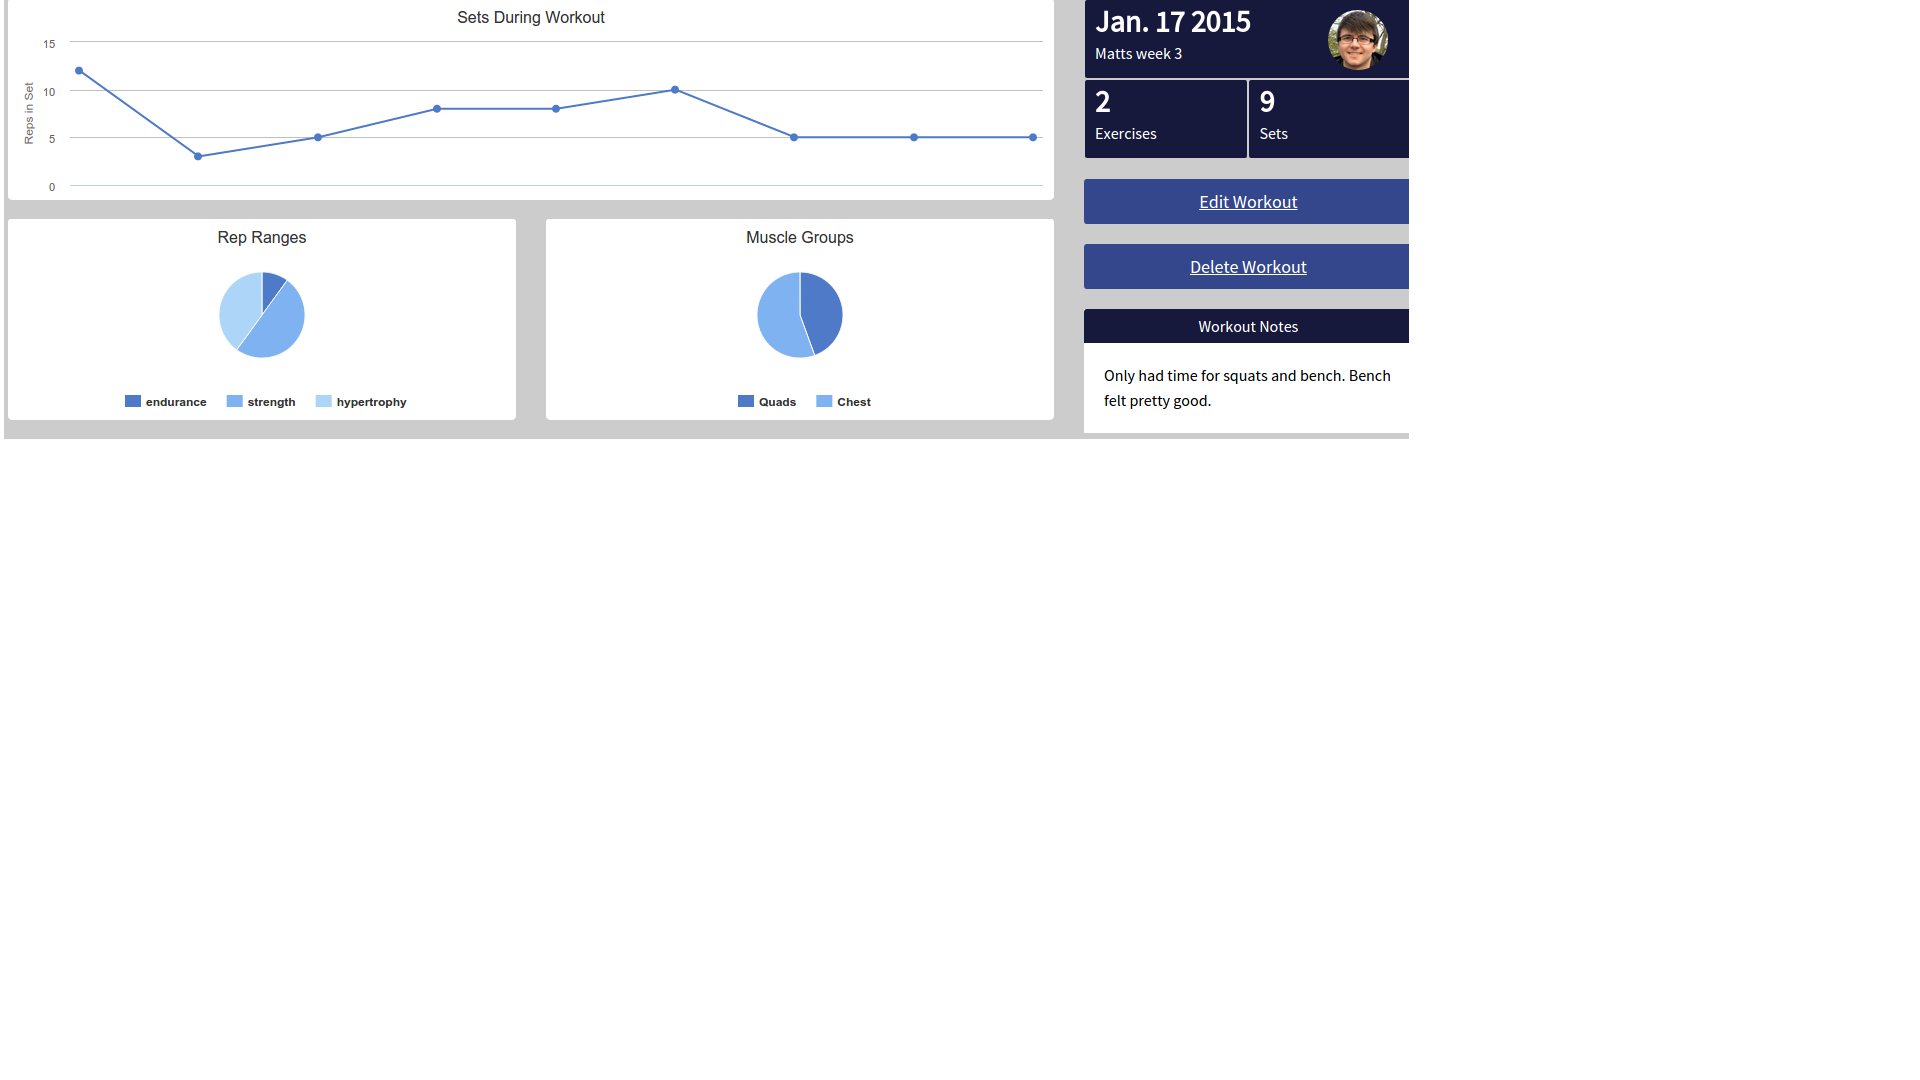 Sets During Workout
15
10
5
0
Reps in Set
Rep Ranges
endurance strength hypertrophy
Muscle Groups
Quads Chest
Jan. 17 2015
Matts week 3
2
Exercises
9
Sets
Edit Workout
Delete Workout
Workout Notes
Only had time for squats and bench. Bench
felt pretty good.